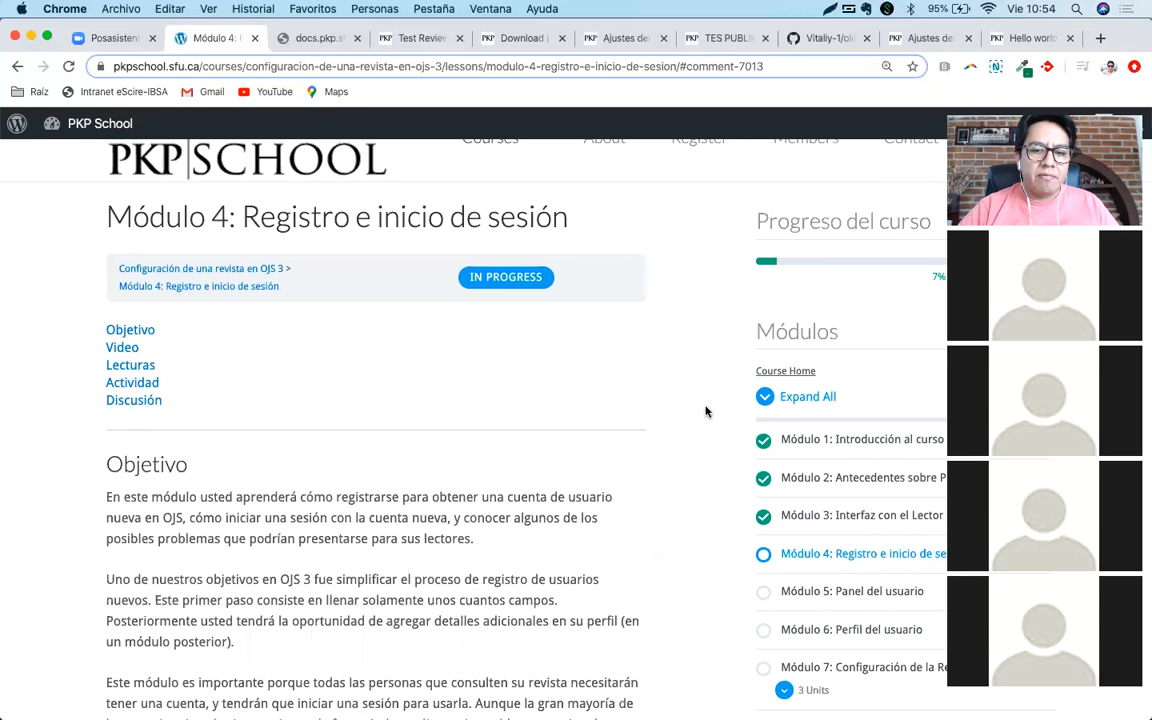 Chrome Archivo Editar Ver Historial Favoritos Personas Pestaña Ventana Ayuda 95% Vie 10:54
Posasistent Módulo 4: docs.pkp.s Test Review Download | Ajustes de TES PUBLI Vitaliy-1/ol Ajustes de Hello worl
pkpschool.sfu.ca/courses/configuracion-de-una-revista-en-ojs-3/lessons/modulo-4-registro-e-inicio-de-sesion/#comment-7013
Raíz Intranet eScire-IBSA Gmail YouTube Maps
PKP School
Courses About Register Members Contact
PKP|SCHOOL
Módulo 4: Registro e inicio de sesión
Configuración de una revista en OJS 3 >
Módulo 4: Registro e inicio de sesión
IN PROGRESS
Objetivo
Video
Lecturas
Actividad
Discusión
Objetivo
En este módulo usted aprenderá cómo registrarse para obtener una cuenta de usuario
nueva en OJS, cómo iniciar una sesión con la cuenta nueva, y conocer algunos de los
posibles problemas que podrían presentarse para sus lectores.
Uno de nuestros objetivos en OJS 3 fue simplificar el proceso de registro de usuarios
nuevos. Este primer paso consiste en llenar solamente unos cuantos campos.
Posteriormente usted tendrá la oportunidad de agregar detalles adicionales en su perfil (en
un módulo posterior).
Este módulo es importante porque todas las personas que consulten su revista necesitarán
tener una cuenta, y tendrán que iniciar una sesión para usarla. Aunque la gran mayoría de
Progreso del curso
7%
Módulos
Course Home
Expand All
Módulo 1: Introducción al curso
Módulo 2: Antecedentes sobre P
Módulo 3: Interfaz con el Lector
Módulo 4: Registro e inicio de se
Módulo 5: Panel del usuario
Módulo 6: Perfil del usuario
Módulo 7: Configuración de la Re
3 Units